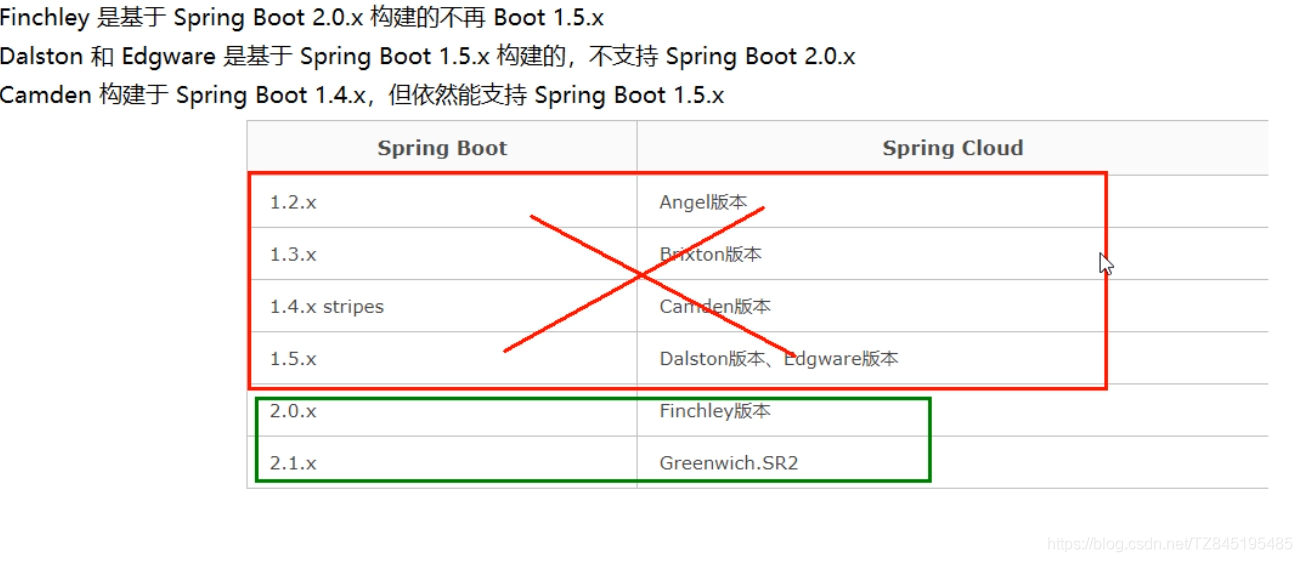 Finchley 是基于 Spring Boot 2.0.x 构建的不再 Boot 1.5.x
Dalston 和 Edgware 是基于 Spring Boot 1.5.x 构建的，不支持 Spring Boot 2.0.x
Camden 构建于 Spring Boot 1.4.x，但依然能支持 Spring Boot 1.5.x
Spring Boot Spring Cloud
1.2.x Angel版本
1.3.x Brixton版本
1.4.x stripes Camden版本
1.5.x Dalston版本、Edgware版本
2.0.x Finchley版本
2.1.x Greenwich.SR2
https://blog.csdn.net/TZ845195485